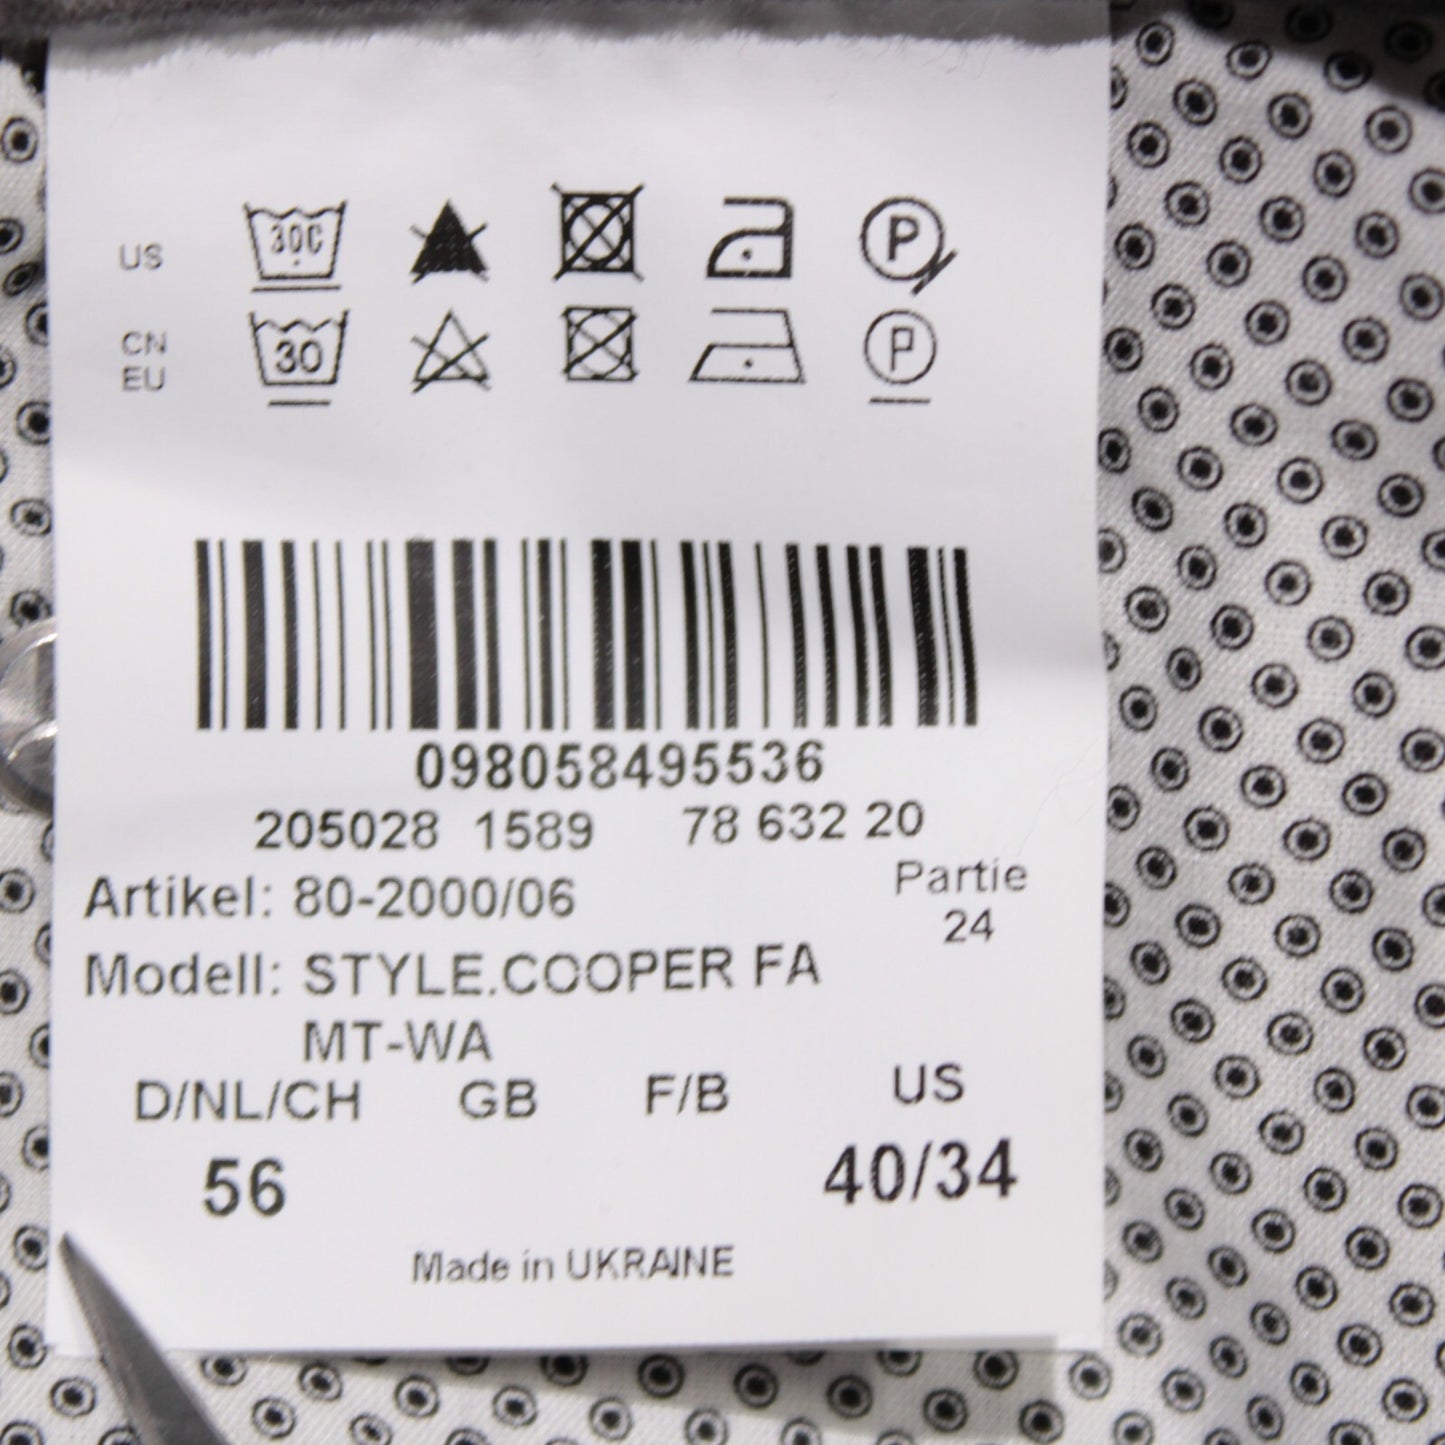 US 30C P
CN
EU 30 P
098058495536
205028 1589 78 632 20
Artikel: 80-2000/06 Partie
24
Modell: STYLE.COOPER FA
MT-WA
D/NL/CH GB F/B US
56 40/34
Made in UKRAINE